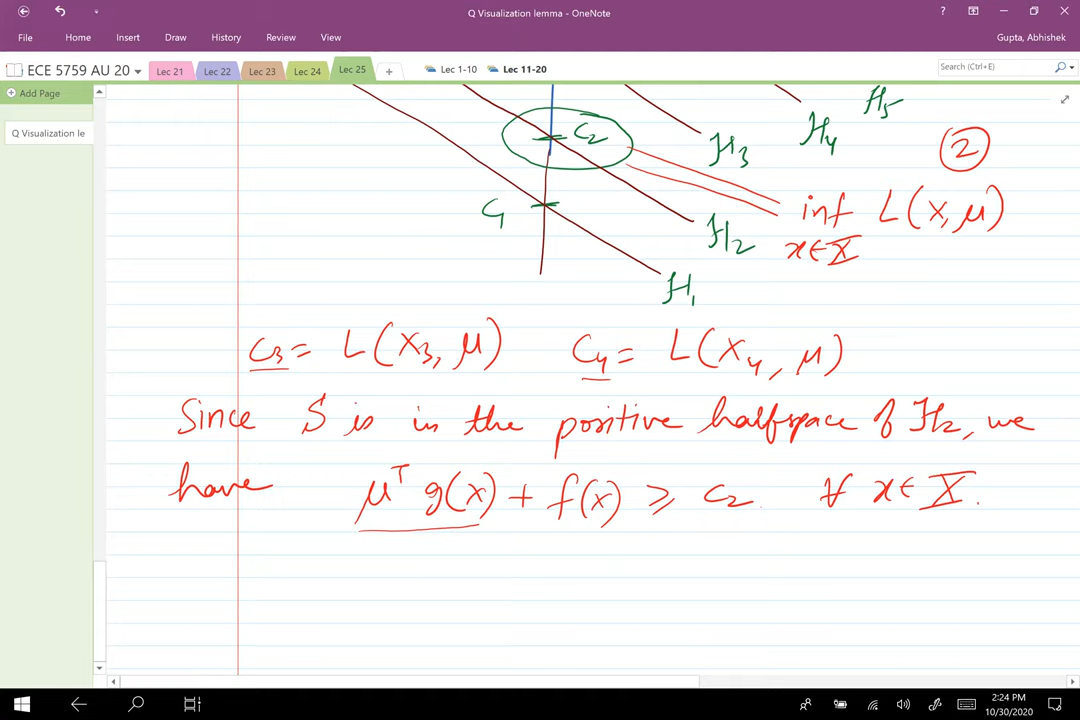 Q Visualization lemma - OneNote
File Home Insert Draw History Review View Gupta, Abhishek
ECE 5759 AU 20 Lec 21 Lec 22 Lec 23 Lec 24 Lec 25 + Lec 1-10 Lec 11-20 Search (Ctrl+E)
Add Page
Q Visualization le
H₅
H₄
C₂
H₃
②
C₁
inf L(x, μ)
x∈X
H₂
H₁
C₃ = L(x₃, μ) C₄ = L(x₄, μ)
Since S is in the positive halfspace of H₂, we
have μᵀ g(x) + f(x) ≥ C₂ ∀ x ∈ X.
2:24 PM
10/30/2020